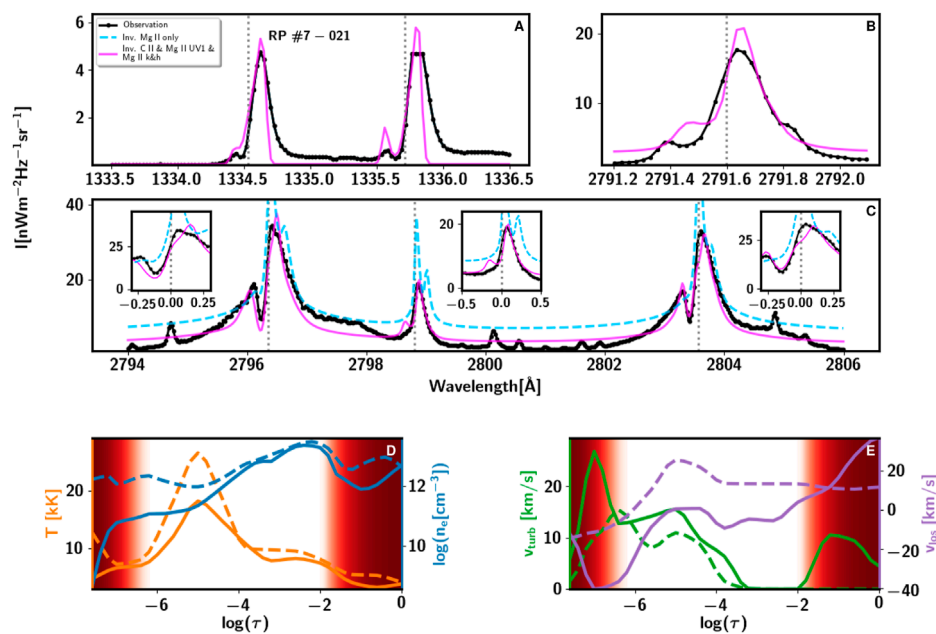 I[nWm−2Hz−1sr−1]
Observation
Inv. Mg II only
Inv. C II & Mg II UV1 &
Mg II k&h
RP #7 − 021
A
6
4
2
1333.5 1334.0 1334.5 1335.0 1335.5 1336.0 1336.5
B
20
10
2791.2 2791.4 2791.6 2791.8 2792.0
C
40
20
25
−0.25 0.00 0.25
20
0
−0.5 0.0 0.5
25
−0.25 0.00 0.25
2794 2796 2798 2800 2802 2804 2806
Wavelength[Å]
D
T [kK]
20
10
log(ne[cm−3])
12
10
−6 −4 −2 0
log(τ)
E
vturb [km/s]
20
10
0
vlos [km/s]
20
0
−20
−40
−6 −4 −2 0
log(τ)